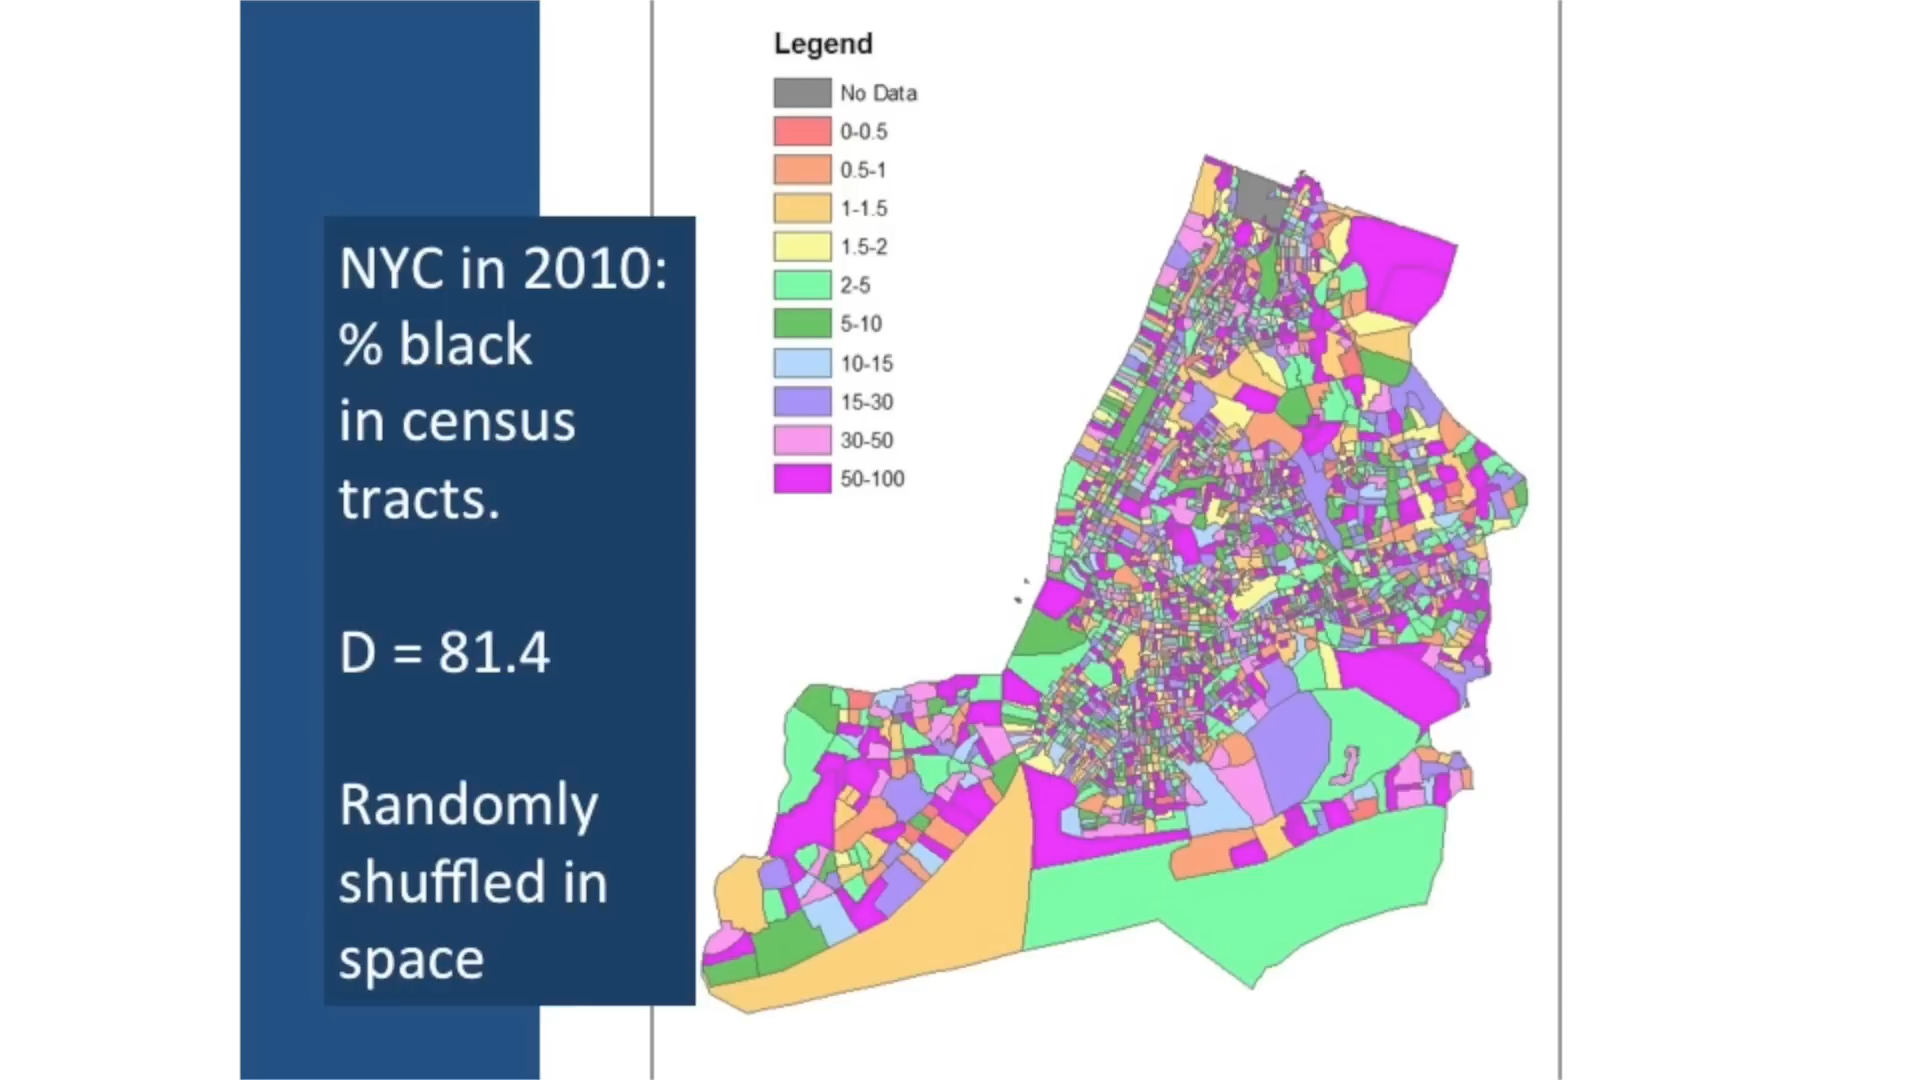 NYC in 2010:
% black
in census
tracts.
D = 81.4
Randomly
shuffled in
space
Legend
No Data
0-0.5
0.5-1
1-1.5
1.5-2
2-5
5-10
10-15
15-30
30-50
50-100